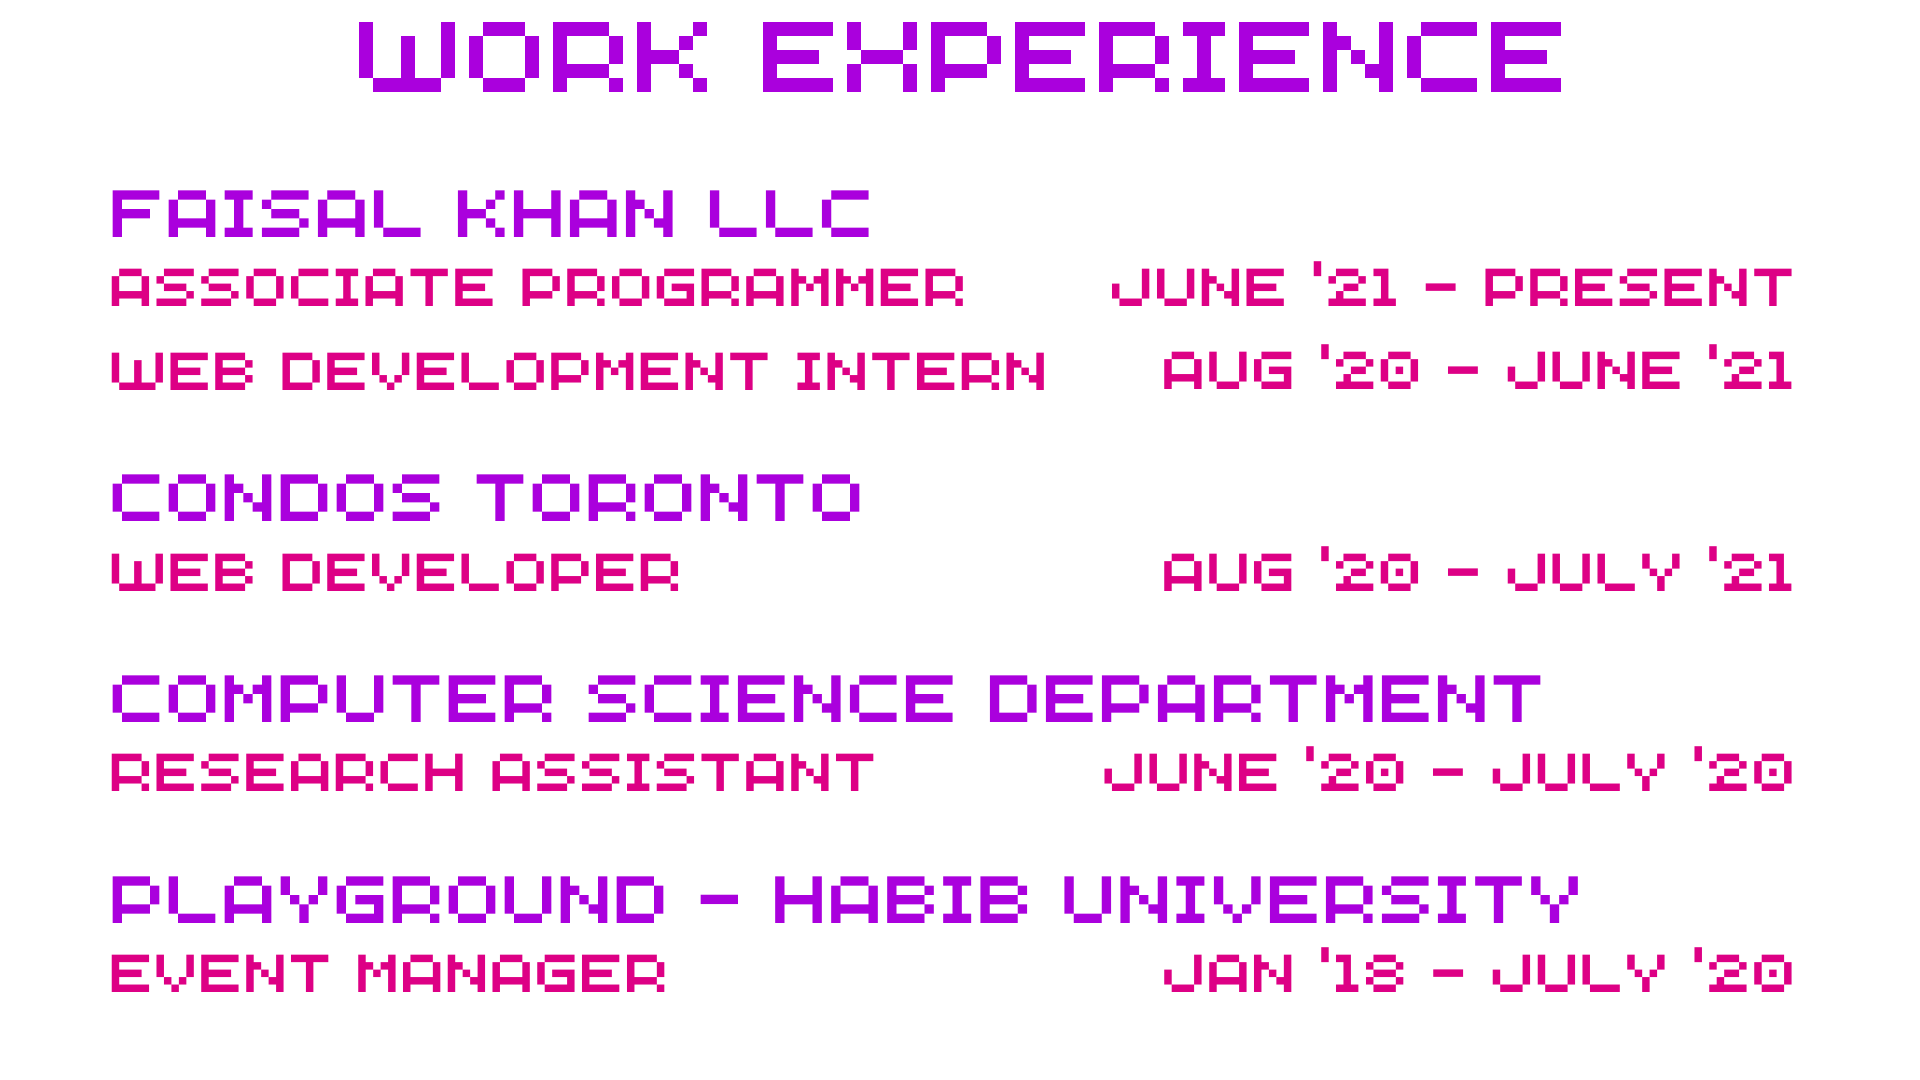 WORK EXPERIENCE
FAISAL KHAN LLC
ASSOCIATE PROGRAMMER JUNE '21 - PRESENT
WEB DEVELOPMENT INTERN AUG '20 - JUNE '21
CONDOS TORONTO
WEB DEVELOPER AUG '20 - JULY '21
COMPUTER SCIENCE DEPARTMENT
RESEARCH ASSISTANT JUNE '20 - JULY '20
PLAYGROUND - HABIB UNIVERSITY
EVENT MANAGER JAN '18 - JULY '20